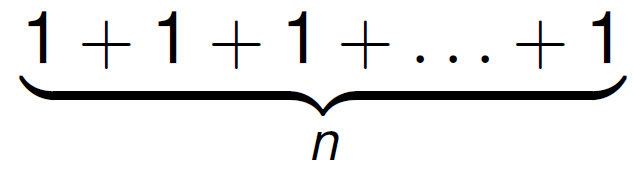 1 + 1 + 1 + ... + 1
n